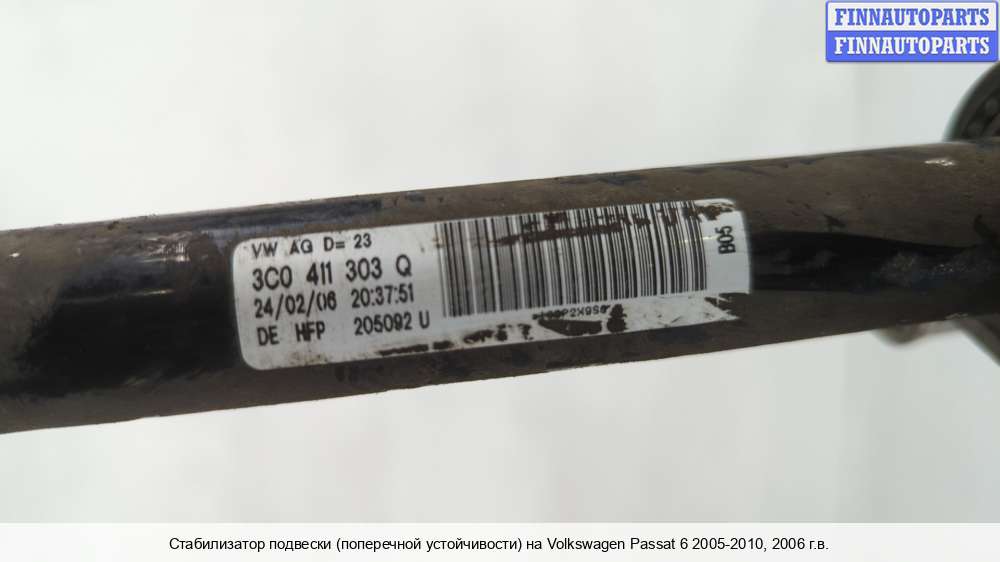 FINNAUTOPARTS
FINNAUTOPARTS
VW AG D= 23
3C0 411 303 Q
24/02/06 20:37:51
DE HFP 205092 U
B05
Стабилизатор подвески (поперечной устойчивости) на Volkswagen Passat 6 2005-2010, 2006 г.в.